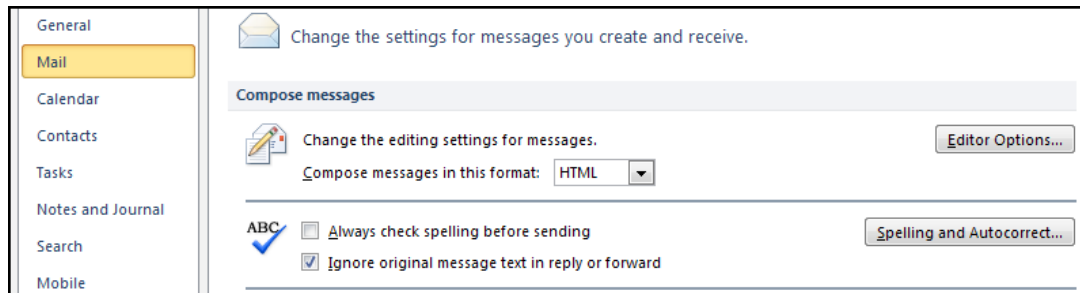 General
Mail
Calendar
Contacts
Tasks
Notes and Journal
Search
Mobile
Change the settings for messages you create and receive.
Compose messages
Change the editing settings for messages.
Editor Options...
Compose messages in this format: HTML
ABC
Always check spelling before sending
Spelling and Autocorrect...
Ignore original message text in reply or forward